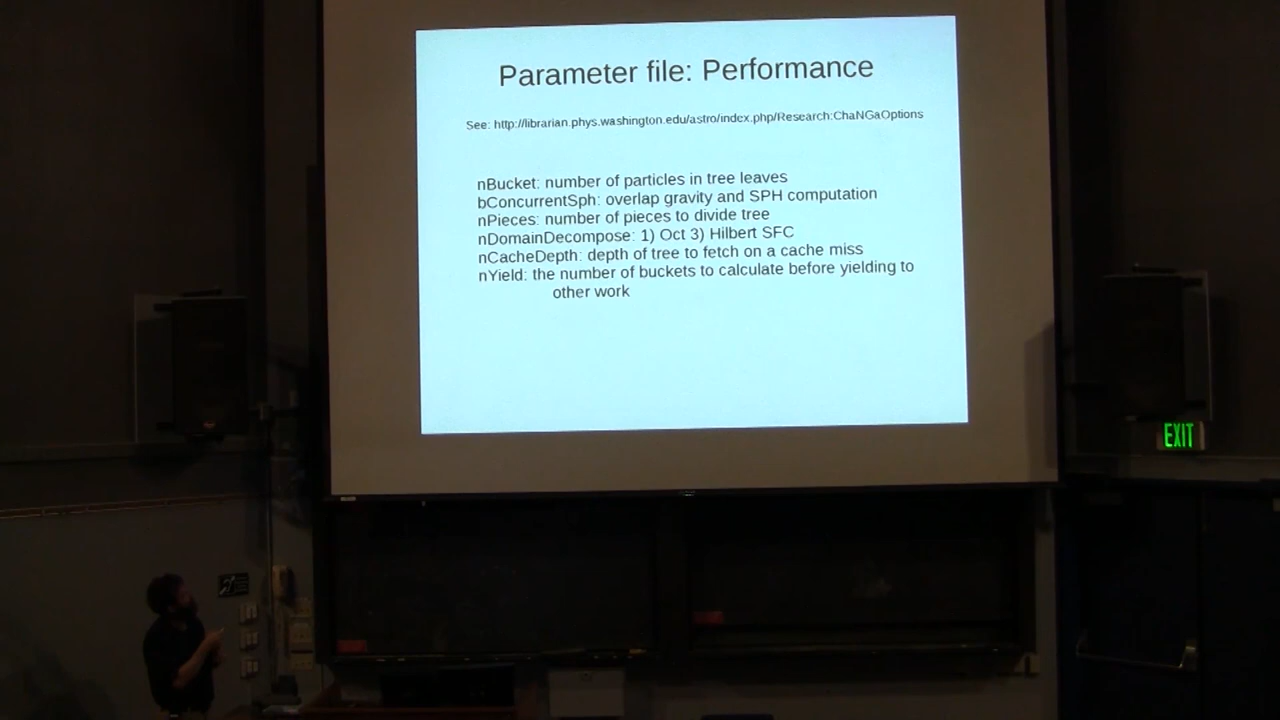 Parameter file: Performance
See: http://librarian.phys.washington.edu/astro/index.php/Research:ChaNGaOptions
nBucket: number of particles in tree leaves
bConcurrentSph: overlap gravity and SPH computation
nPieces: number of pieces to divide tree
nDomainDecompose: 1) Oct 3) Hilbert SFC
nCacheDepth: depth of tree to fetch on a cache miss
nYield: the number of buckets to calculate before yielding to
other work
EXIT